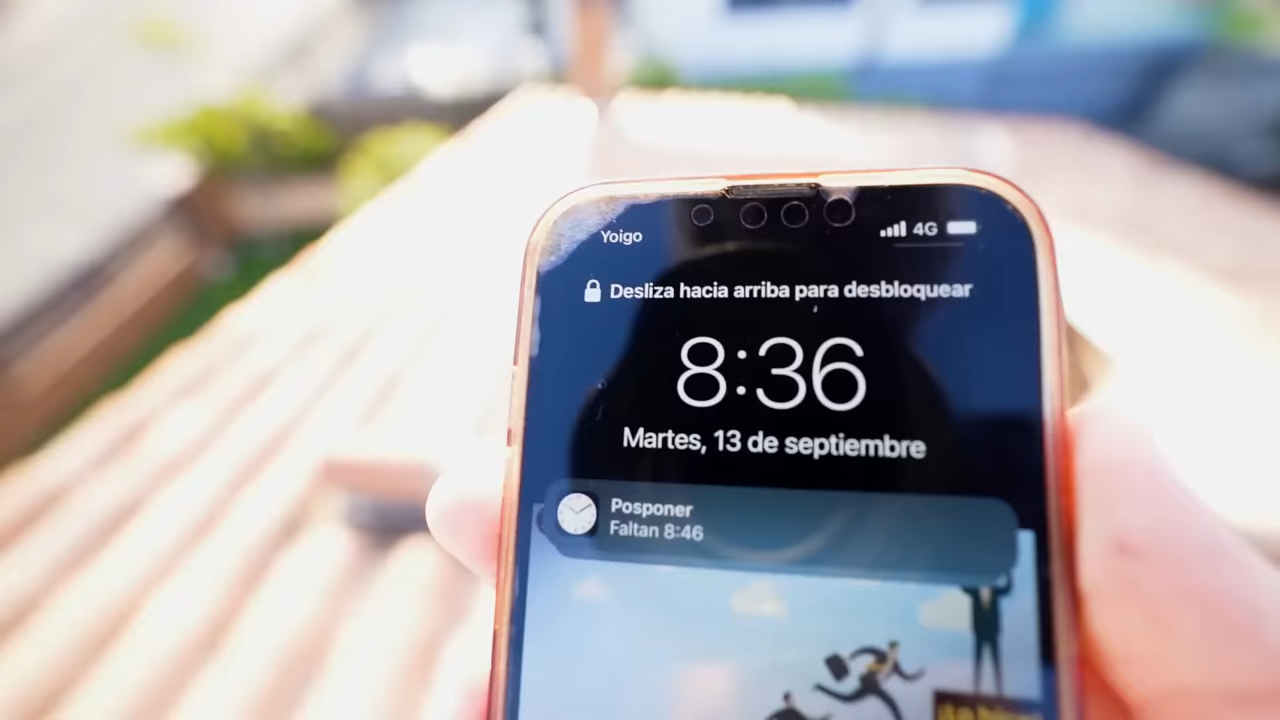 Yoigo
4G
Desliza hacia arriba para desbloquear
8:36
Martes, 13 de septiembre
Posponer
Faltan 8:46